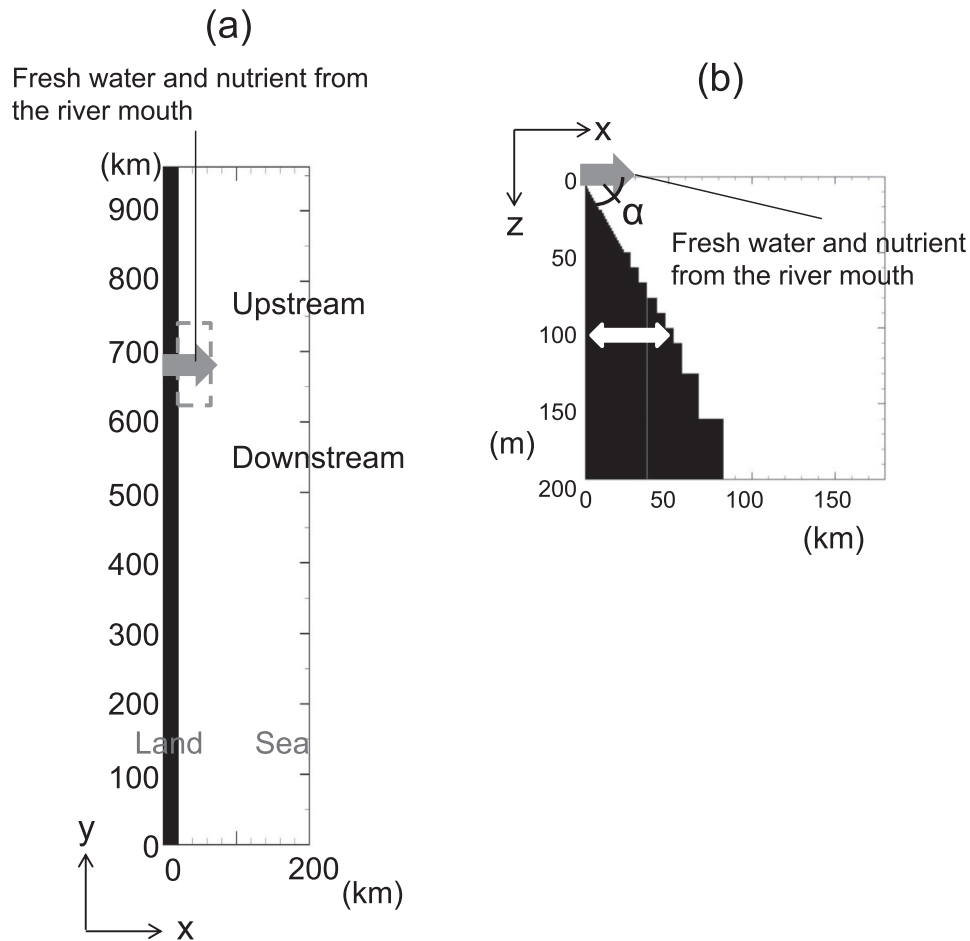 (a)
Fresh water and nutrient from
the river mouth
(km)
900
800
700
600
500
400
300
200
100
0
Upstream
Downstream
Land
Sea
0
200
(km)
y
x
(b)
x
z
α
Fresh water and nutrient
from the river mouth
0
50
100
150
200
(m)
0
50
100
150
(km)